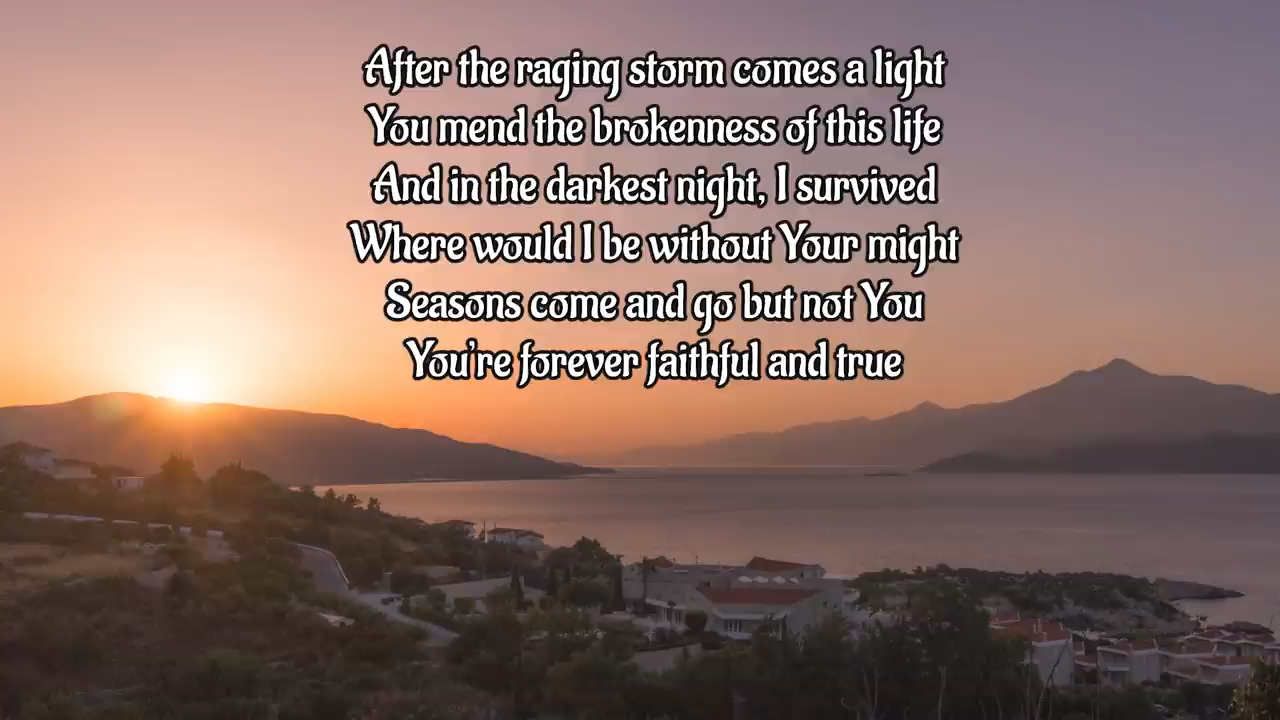 After the raging storm comes a light
You mend the brokenness of this life
And in the darkest night, I survived
Where would I be without Your might
Seasons come and go but not You
You're forever faithful and true